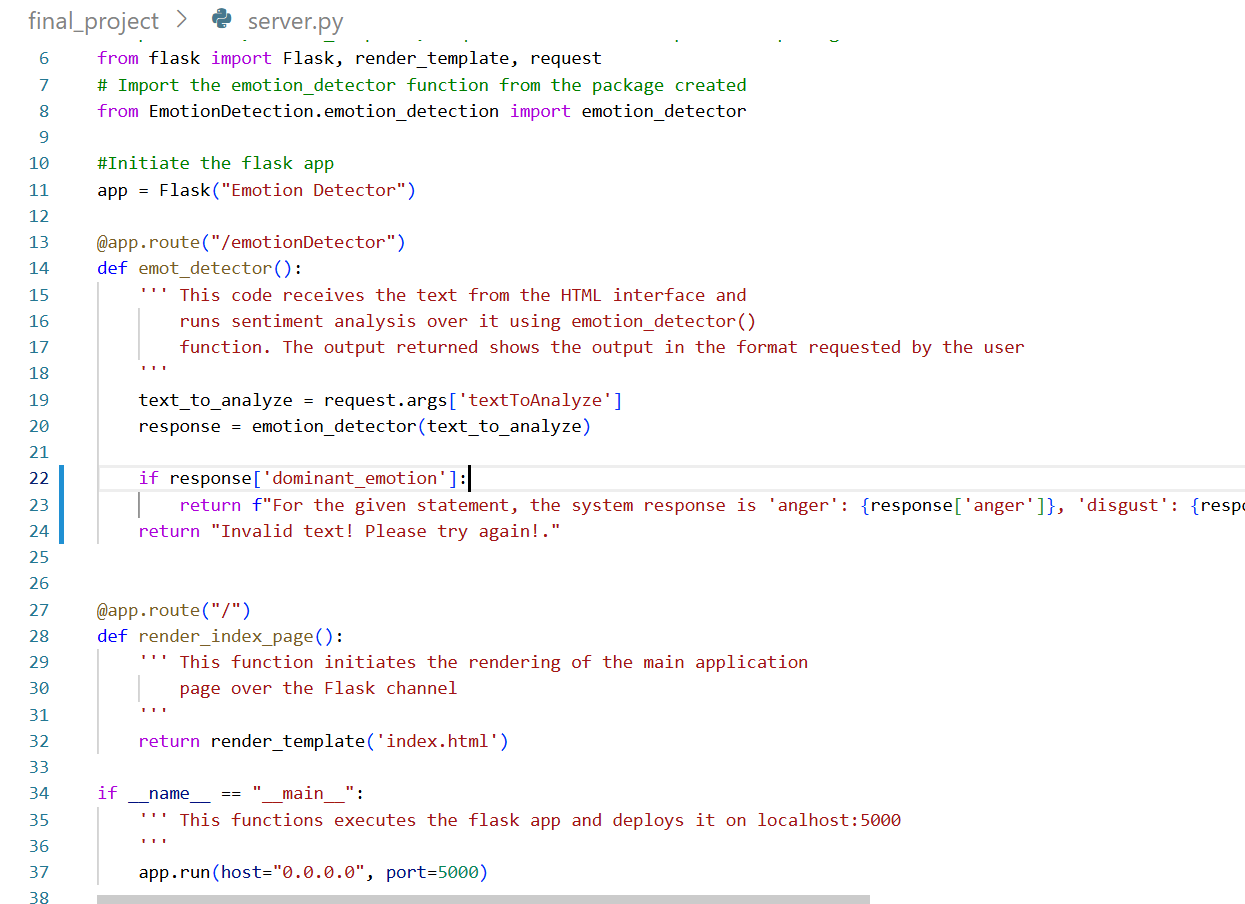 final_project > server.py
6 from flask import Flask, render_template, request
7 # Import the emotion_detector function from the package created
8 from EmotionDetection.emotion_detection import emotion_detector
9
10 #Initiate the flask app
11 app = Flask("Emotion Detector")
12
13 @app.route("/emotionDetector")
14 def emot_detector():
15     ''' This code receives the text from the HTML interface and
16         runs sentiment analysis over it using emotion_detector()
17         function. The output returned shows the output in the format requested by the user
18     '''
19     text_to_analyze = request.args['textToAnalyze']
20     response = emotion_detector(text_to_analyze)
21
22     if response['dominant_emotion']:
23         return f"For the given statement, the system response is 'anger': {response['anger']}, 'disgust': {resp
24     return "Invalid text! Please try again!."
25
26
27 @app.route("/")
28 def render_index_page():
29     ''' This function initiates the rendering of the main application
30         page over the Flask channel
31     '''
32     return render_template('index.html')
33
34 if __name__ == "__main__":
35     ''' This functions executes the flask app and deploys it on localhost:5000
36     '''
37     app.run(host="0.0.0.0", port=5000)
38